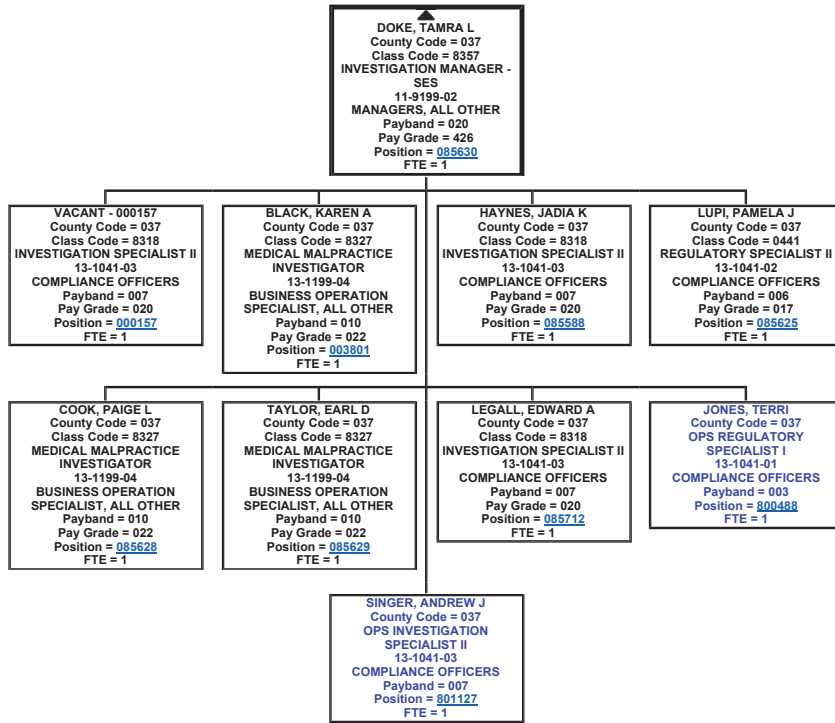 DOKE, TAMRA L
County Code = 037
Class Code = 8357
INVESTIGATION MANAGER -
SES
11-9199-02
MANAGERS, ALL OTHER
Payband = 020
Pay Grade = 426
Position = 085630
FTE = 1
VACANT - 000157
County Code = 037
Class Code = 8318
INVESTIGATION SPECIALIST II
13-1041-03
COMPLIANCE OFFICERS
Payband = 007
Pay Grade = 020
Position = 000157
FTE = 1
BLACK, KAREN A
County Code = 037
Class Code = 8327
MEDICAL MALPRACTICE
INVESTIGATOR
13-1199-04
BUSINESS OPERATION
SPECIALIST, ALL OTHER
Payband = 010
Pay Grade = 022
Position = 003801
FTE = 1
HAYNES, JADIA K
County Code = 037
Class Code = 8318
INVESTIGATION SPECIALIST II
13-1041-03
COMPLIANCE OFFICERS
Payband = 007
Pay Grade = 020
Position = 085588
FTE = 1
LUPI, PAMELA J
County Code = 037
Class Code = 0441
REGULATORY SPECIALIST II
13-1041-02
COMPLIANCE OFFICERS
Payband = 006
Pay Grade = 017
Position = 085625
FTE = 1
COOK, PAIGE L
County Code = 037
Class Code = 8327
MEDICAL MALPRACTICE
INVESTIGATOR
13-1199-04
BUSINESS OPERATION
SPECIALIST, ALL OTHER
Payband = 010
Pay Grade = 022
Position = 085628
FTE = 1
TAYLOR, EARL D
County Code = 037
Class Code = 8327
MEDICAL MALPRACTICE
INVESTIGATOR
13-1199-04
BUSINESS OPERATION
SPECIALIST, ALL OTHER
Payband = 010
Pay Grade = 022
Position = 085629
FTE = 1
LEGALL, EDWARD A
County Code = 037
Class Code = 8318
INVESTIGATION SPECIALIST II
13-1041-03
COMPLIANCE OFFICERS
Payband = 007
Pay Grade = 020
Position = 085712
FTE = 1
JONES, TERRI
County Code = 037
OPS REGULATORY
SPECIALIST I
13-1041-01
COMPLIANCE OFFICERS
Payband = 003
Position = 800488
FTE = 1
SINGER, ANDREW J
County Code = 037
OPS INVESTIGATION
SPECIALIST II
13-1041-03
COMPLIANCE OFFICERS
Payband = 007
Position = 801127
FTE = 1